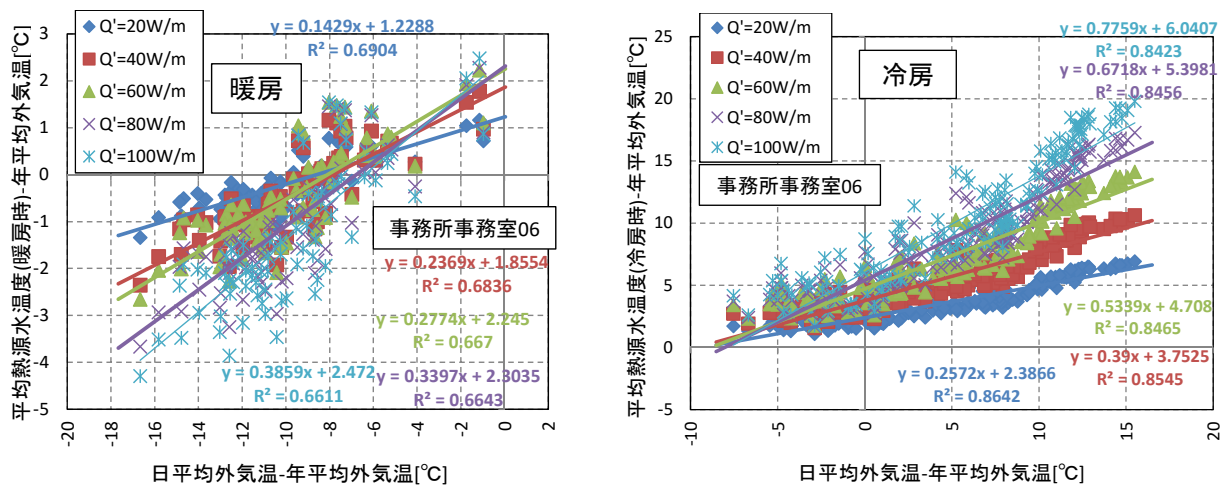 Q'=20W/m
Q'=40W/m
Q'=60W/m
Q'=80W/m
Q'=100W/m
暖房
y = 0.1429x + 1.2288
R² = 0.6904
事務所事務室06
y = 0.2369x + 1.8554
R² = 0.6836
y = 0.2774x + 2.245
R² = 0.667
y = 0.3859x + 2.472
R² = 0.6611
y = 0.3397x + 2.3035
R² = 0.6643
平均熱源水温度(暖房時)-年平均外気温[℃]
3
2
1
0
-1
-2
-3
-4
-5
-20
-18
-16
-14
-12
-10
-8
-6
-4
-2
0
2
日平均外気温-年平均外気温[℃]
Q'=20W/m
Q'=40W/m
Q'=60W/m
Q'=80W/m
Q'=100W/m
冷房
y = 0.7759x + 6.0407
R² = 0.8423
y = 0.6718x + 5.3981
R² = 0.8456
事務所事務室06
y = 0.5339x + 4.708
R² = 0.8465
y = 0.39x + 3.7525
R² = 0.8545
y = 0.2572x + 2.3866
R² = 0.8642
平均熱源水温度(冷房時)-年平均外気温[℃]
25
20
15
10
5
0
-5
-10
-5
0
5
10
15
20
日平均外気温-年平均外気温[℃]